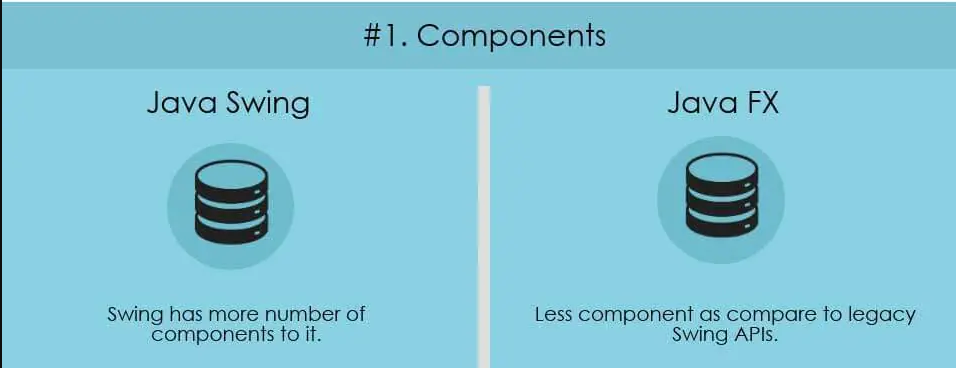 #1. Components
Java Swing
Java FX
Swing has more number of
components to it.
Less component as compare to legacy
Swing APIs.